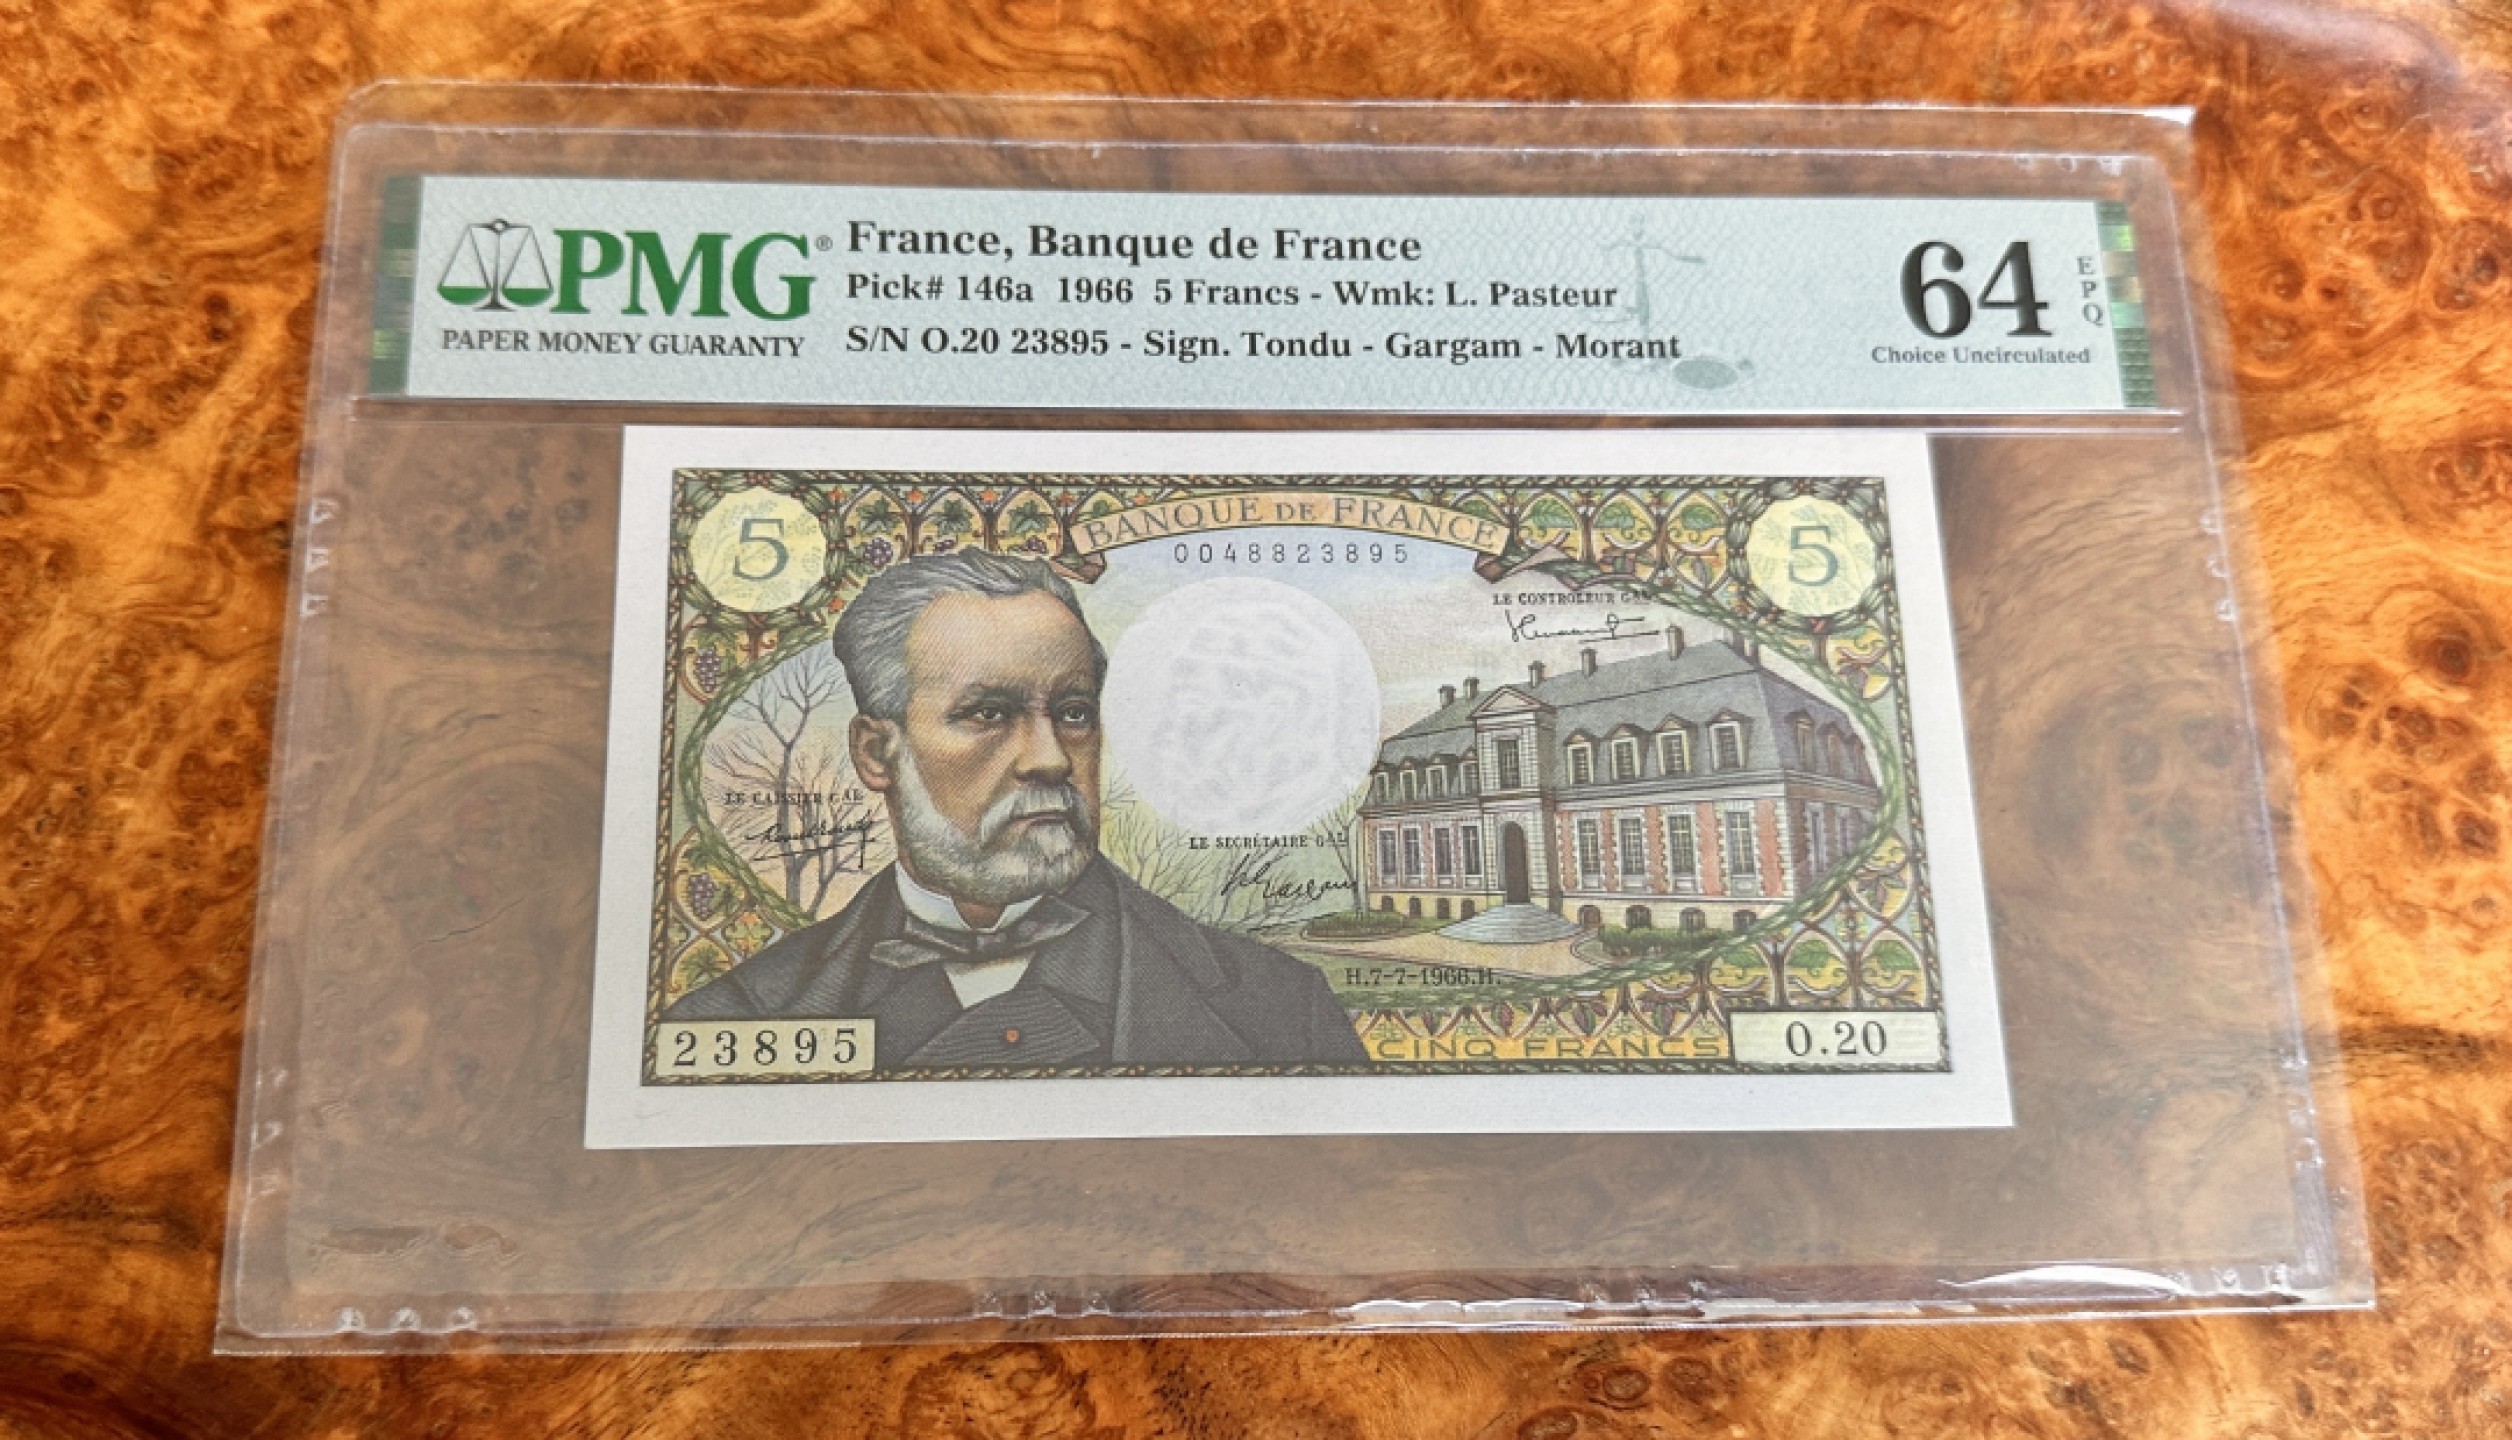 PMG®
PAPER MONEY GUARANTY
France, Banque de France
Pick# 146a 1966 5 Francs - Wmk: L. Pasteur
S/N O.20 23895 - Sign. Tondu - Gargam - Morant
64
EPQ
Choice Uncirculated
5
BANQUE DE FRANCE
5
0048823895
LE CONTROLEUR GAL
LE CAISSIER GAL
LE SECRÉTAIRE GAL
H.7-7-1966.H.
23895
CINQ FRANCS
O.20